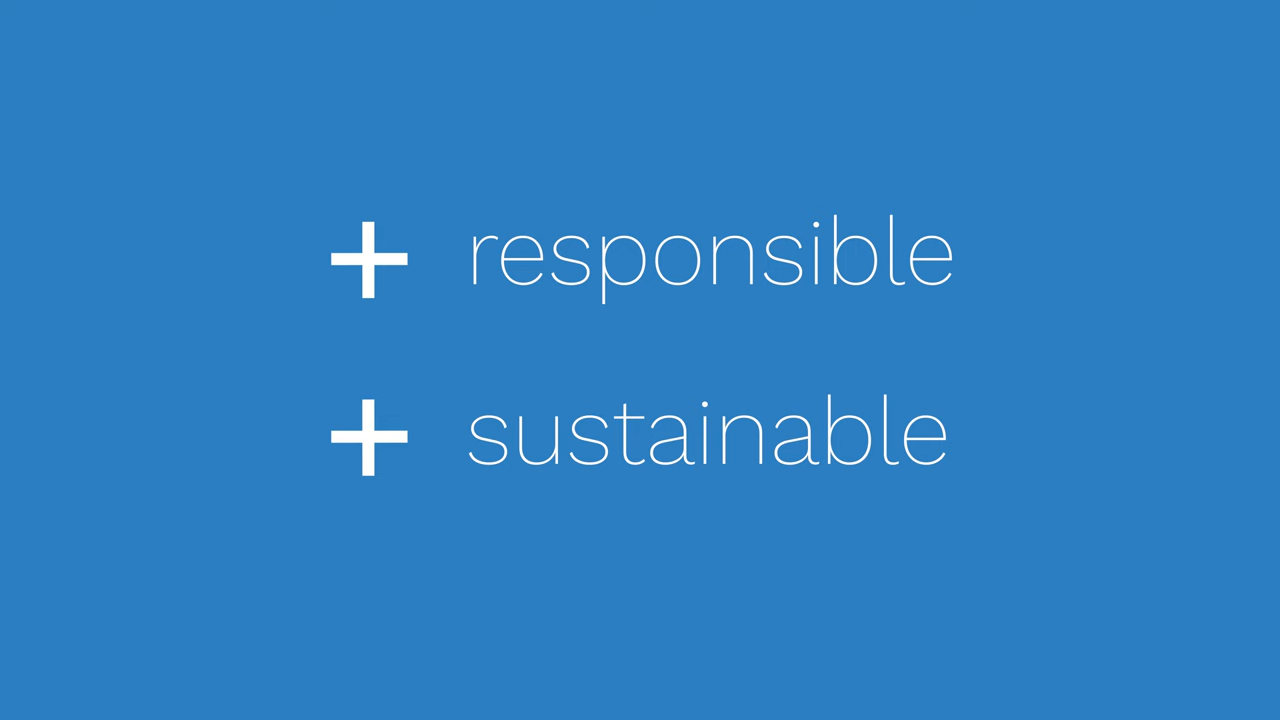 + responsible
+ sustainable